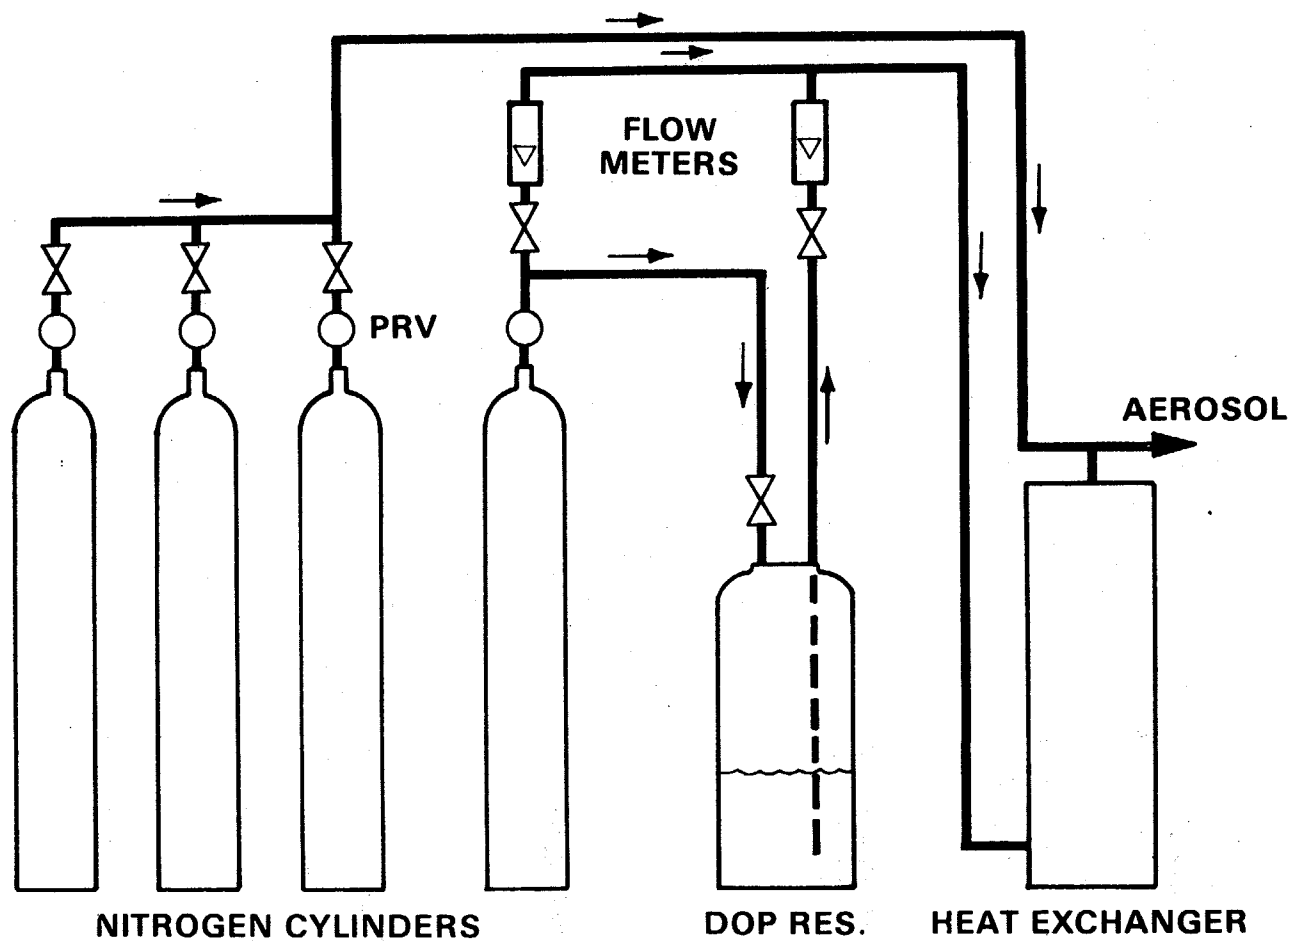 FLOW
METERS
PRV
AEROSOL
NITROGEN CYLINDERS
DOP RES.
HEAT EXCHANGER